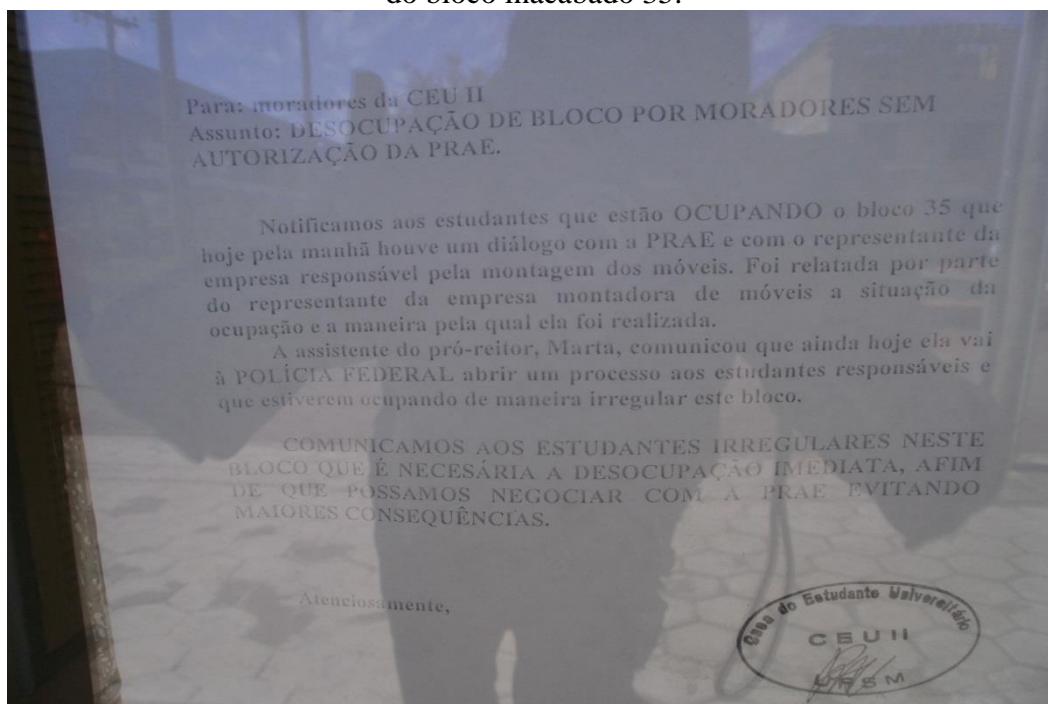 do bloco inacabado 35.
Para: moradores da CEU II
Assunto: DESOCUPAÇÃO DE BLOCO POR MORADORES SEM
AUTORIZAÇÃO DA PRAE.
Notificamos aos estudantes que estão OCUPANDO o bloco 35 que
hoje pela manhã houve um diálogo com a PRAE e com o representante da
empresa responsável pela montagem dos móveis. Foi relatada por parte
do representante da empresa montadora de móveis a situação da
ocupação e a maneira pela qual ela foi realizada.
A assistente do pró-reitor, Marta, comunicou que ainda hoje ela vai
à POLÍCIA FEDERAL abrir um processo aos estudantes responsáveis e
que estiverem ocupando de maneira irregular este bloco.
COMUNICAMOS AOS ESTUDANTES IRREGULARES NESTE
BLOCO QUE É NECESÁRIA A DESOCUPAÇÃO IMEDIATA, AFIM
DE QUE POSSAMOS NEGOCIAR COM A PRAE EVITANDO
MAIORES CONSEQUÊNCIAS.
Atenciosamente,
Casa do Estudante Universitário
CEU II
UFSM